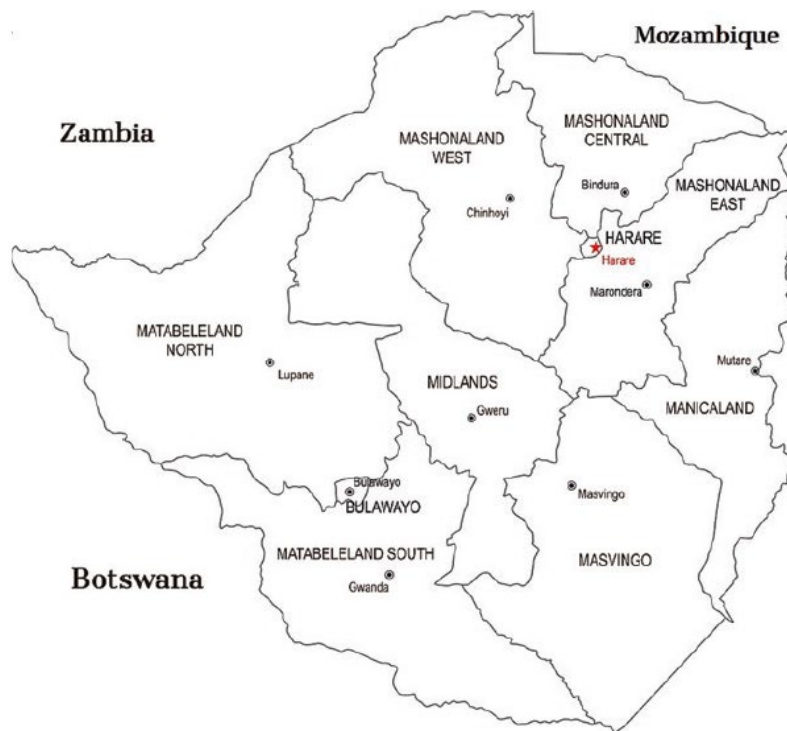 Mozambique
Zambia
MASHONALAND
WEST
MASHONALAND
CENTRAL
Bindura
MASHONALAND
EAST
Chinhoyi
HARARE
Harare
Marondera
MATABELELAND
NORTH
Lupane
MIDLANDS
Gweru
Mutare
MANICALAND
Bulawayo
BULAWAYO
Masvingo
MATABELELAND SOUTH
Gwanda
MASVINGO
Botswana